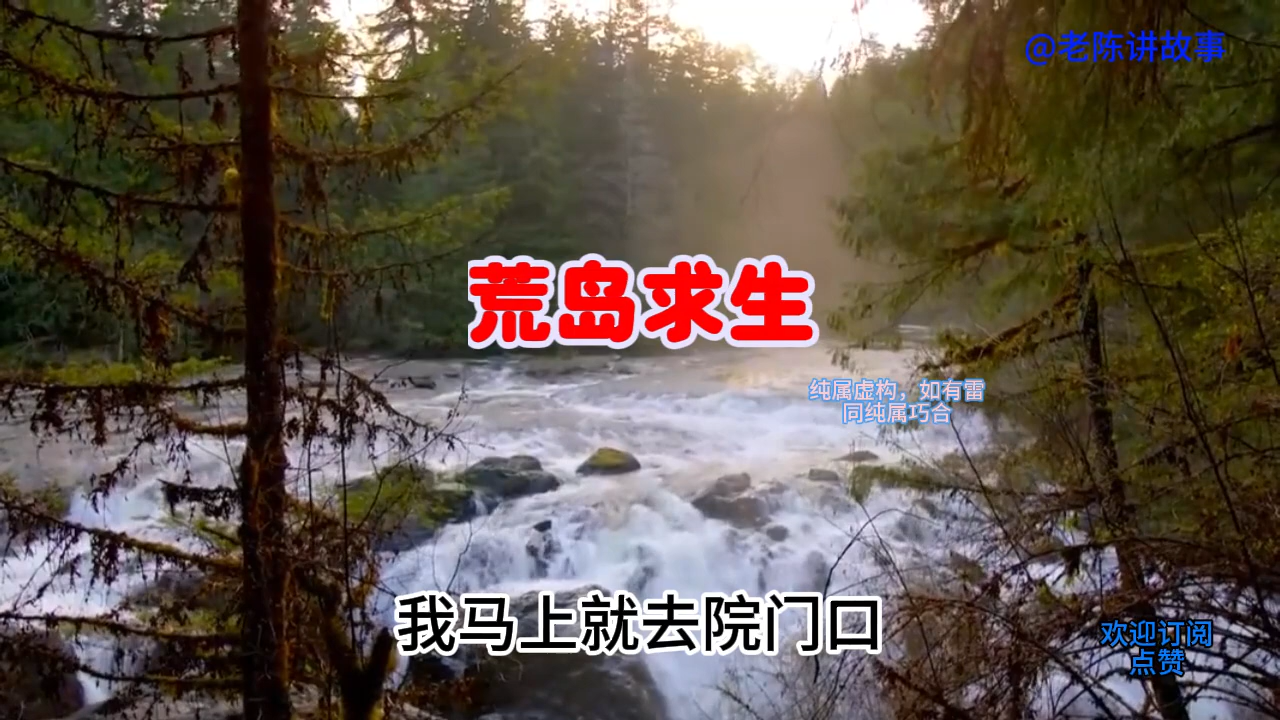 @老陈讲故事
荒岛求生
纯属虚构，如有雷
同纯属巧合
我马上就去院门口
欢迎订阅
点赞